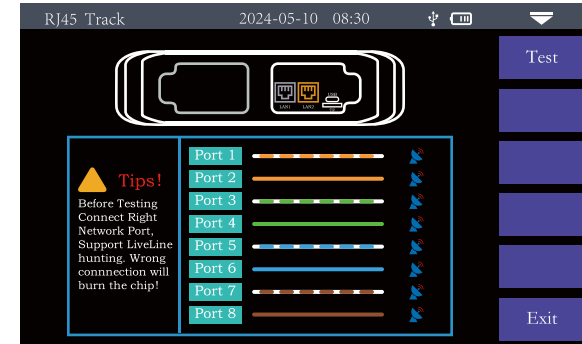 RJ45 Track 2024-05-10 08:30
Test
LAN1 LAN2 USB
Tips!
Before Testing
Connect Right
Network Port,
Support LiveLine
hunting. Wrong
connnection will
burn the chip!
Port 1
Port 2
Port 3
Port 4
Port 5
Port 6
Port 7
Port 8
Exit